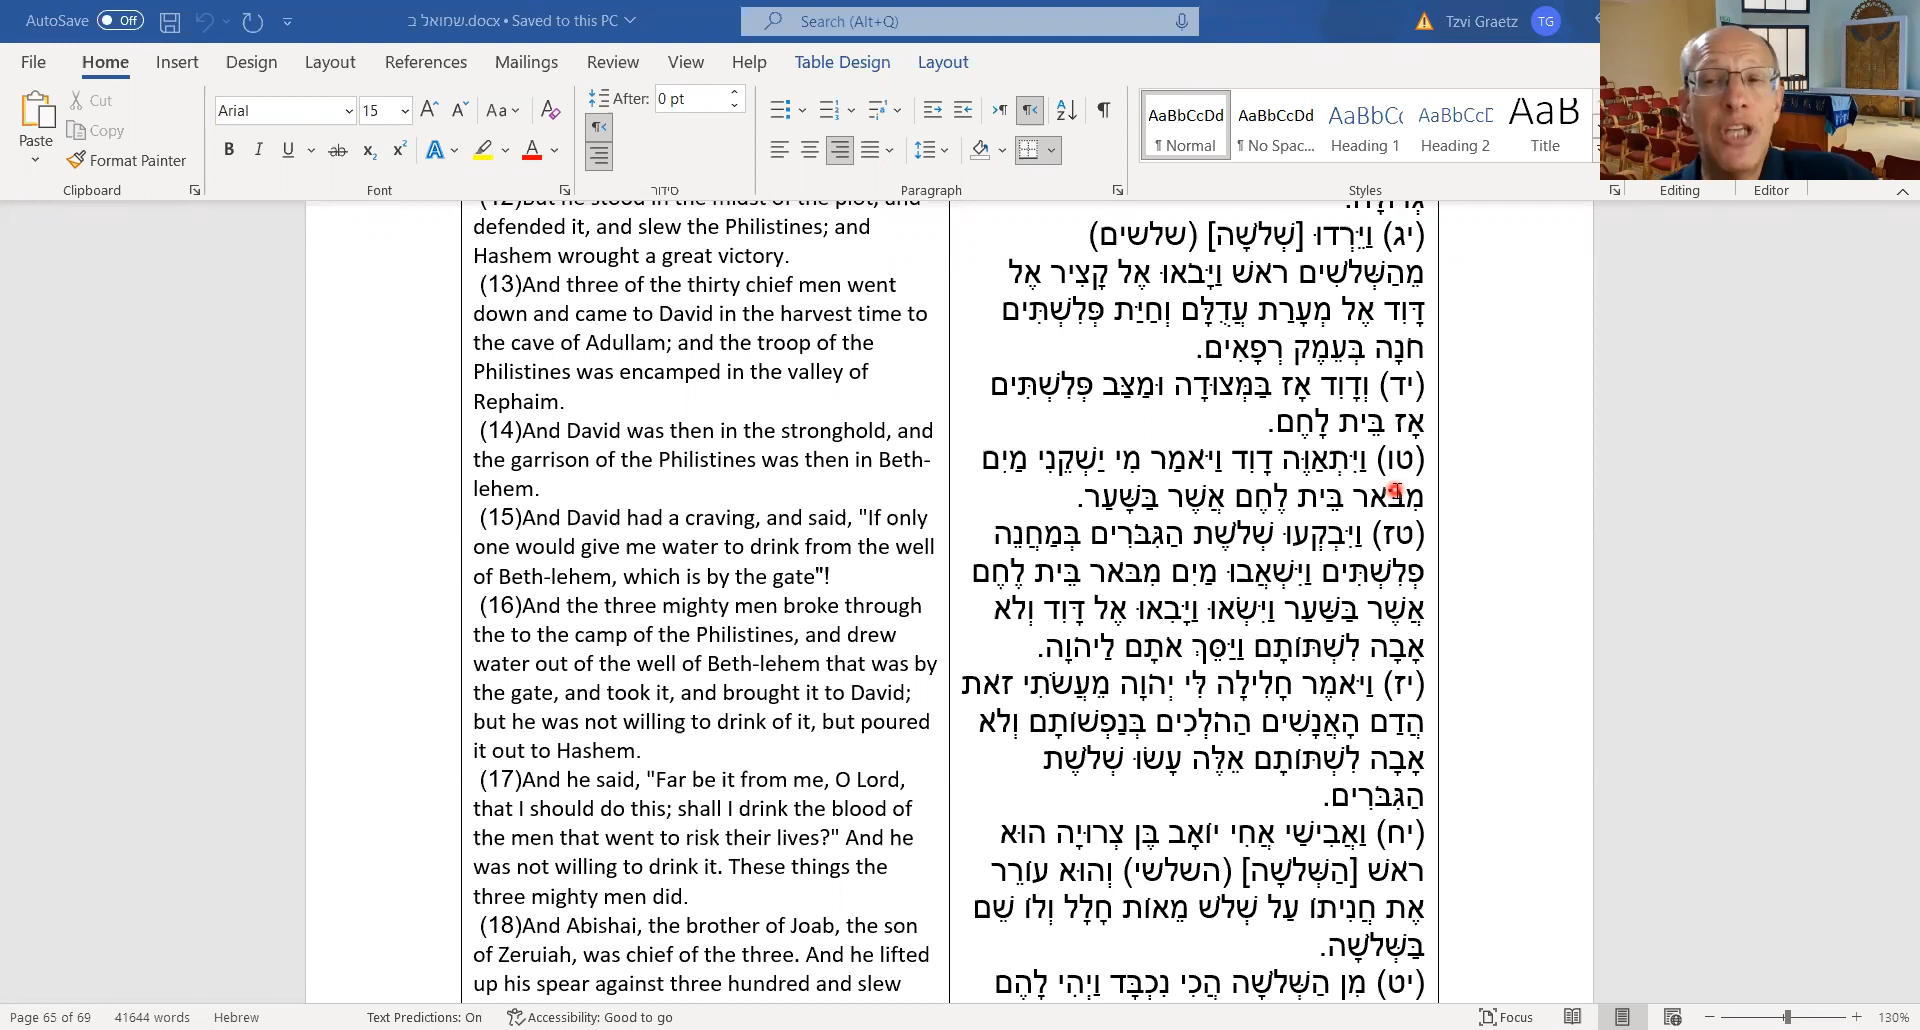 AutoSave Off שמואל ב.docx • Saved to this PC Search (Alt+Q) Tzvi Graetz TG
File Home Insert Design Layout References Mailings Review View Help Table Design Layout
Paste Cut Copy Format Painter Clipboard
Arial 15 Aa Font
After: 0 pt סידור
Paragraph
AaBbCcDd AaBbCcDd AaBbCc AaBbCcD AaB
¶ Normal ¶ No Spac... Heading 1 Heading 2 Title
Styles Editing Editor
(12)But he stood in the midst of the plot, and
defended it, and slew the Philistines; and
Hashem wrought a great victory.
(13)And three of the thirty chief men went
down and came to David in the harvest time to
the cave of Adullam; and the troop of the
Philistines was encamped in the valley of
Rephaim.
(14)And David was then in the stronghold, and
the garrison of the Philistines was then in Beth-
lehem.
(15)And David had a craving, and said, "If only
one would give me water to drink from the well
of Beth-lehem, which is by the gate"!
(16)And the three mighty men broke through
the to the camp of the Philistines, and drew
water out of the well of Beth-lehem that was by
the gate, and took it, and brought it to David;
but he was not willing to drink of it, but poured
it out to Hashem.
(17)And he said, "Far be it from me, O Lord,
that I should do this; shall I drink the blood of
the men that went to risk their lives?" And he
was not willing to drink it. These things the
three mighty men did.
(18)And Abishai, the brother of Joab, the son
of Zeruiah, was chief of the three. And he lifted
up his spear against three hundred and slew
(יג) וַיֵּרְדוּ [שְׁלֹשָׁה] (שלשים)
מֵהַשְּׁלֹשִׁים רֹאשׁ וַיָּבֹאוּ אֶל קָצִיר אֶל
דָּוִד אֶל מְעָרַת עֲדֻלָּם וְחַיַּת פְּלִשְׁתִּים
חֹנָה בְּעֵמֶק רְפָאִים.
(יד) וְדָוִד אָז בַּמְּצוּדָה וּמַצַּב פְּלִשְׁתִּים
אָז בֵּית לָחֶם.
(טו) וַיִּתְאַוֶּה דָוִד וַיֹּאמַר מִי יַשְׁקֵנִי מַיִם
מִבֹּאר בֵּית לֶחֶם אֲשֶׁר בַּשָּׁעַר.
(טז) וַיִּבְקְעוּ שְׁלֹשֶׁת הַגִּבֹּרִים בְּמַחֲנֵה
פְלִשְׁתִּים וַיִּשְׁאֲבוּ מַיִם מִבֹּאר בֵּית לֶחֶם
אֲשֶׁר בַּשַּׁעַר וַיִּשְׂאוּ וַיָּבִאוּ אֶל דָּוִד וְלֹא
אָבָה לִשְׁתּוֹתָם וַיַּסֵּךְ אֹתָם לַיהֹוָה.
(יז) וַיֹּאמֶר חָלִילָה לִּי יְהֹוָה מֵעֲשֹׂתִי זֹאת
הֲדַם הָאֲנָשִׁים הַהֹלְכִים בְּנַפְשׁוֹתָם וְלֹא
אָבָה לִשְׁתּוֹתָם אֵלֶּה עָשׂוּ שְׁלֹשֶׁת
הַגִּבֹּרִים.
(יח) וַאֲבִישַׁי אֲחִי יוֹאָב בֶּן צְרוּיָה הוּא
רֹאשׁ [הַשְּׁלֹשָׁה] (השלשי) וְהוּא עוֹרֵר
אֶת חֲנִיתוֹ עַל שְׁלֹשׁ מֵאוֹת חָלָל וְלוֹ שֵׁם
בַּשְּׁלֹשָׁה.
(יט) מִן הַשְּׁלֹשָׁה הֲכִי נִכְבָּד וַיְהִי לָהֶם
Page 65 of 69 41644 words Hebrew Text Predictions: On Accessibility: Good to go Focus 130%